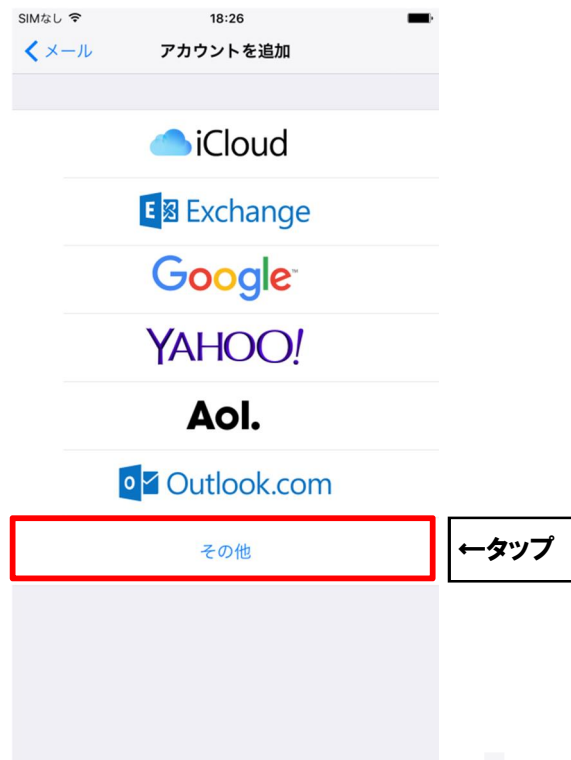 SIMなし 18:26
メール アカウントを追加
iCloud
E Exchange
Google™
YAHOO!
Aol.
o Outlook.com
その他 ←タップ